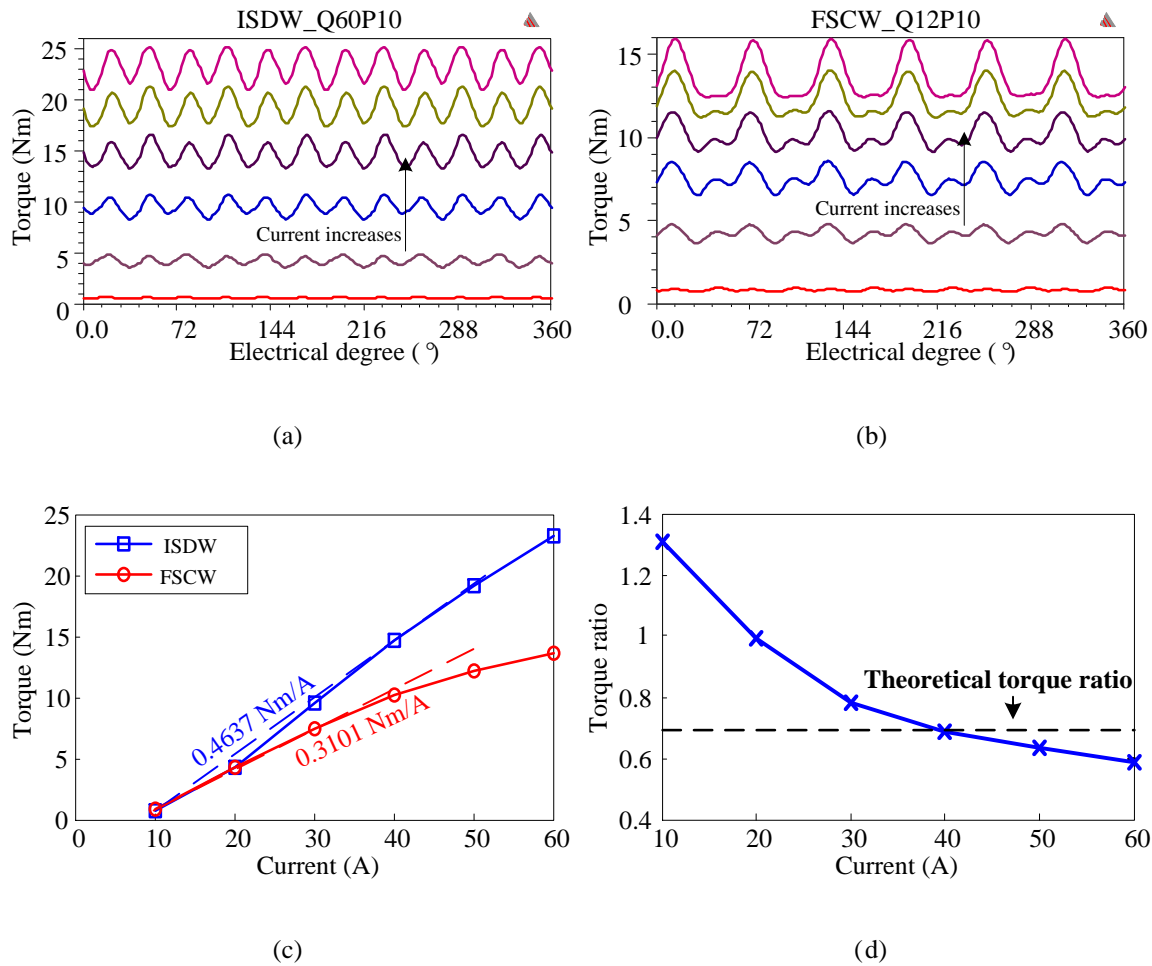 ISDW_Q60P10
FSCW_Q12P10
Torque (Nm)
25
20
15
10
5
0
Current increases
0.0 72 144 216 288 360
Electrical degree ( °)
Torque (Nm)
15
10
5
0
Current increases
0.0 72 144 216 288 360
Electrical degree ( °)
(a)
(b)
Torque (Nm)
25
20
15
10
5
0
ISDW
FSCW
0.4637 Nm/A
0.3101 Nm/A
0 10 20 30 40 50 60
Current (A)
Torque ratio
1.4
1.2
1
0.8
0.6
0.4
Theoretical torque ratio
10 20 30 40 50 60
Current (A)
(c)
(d)